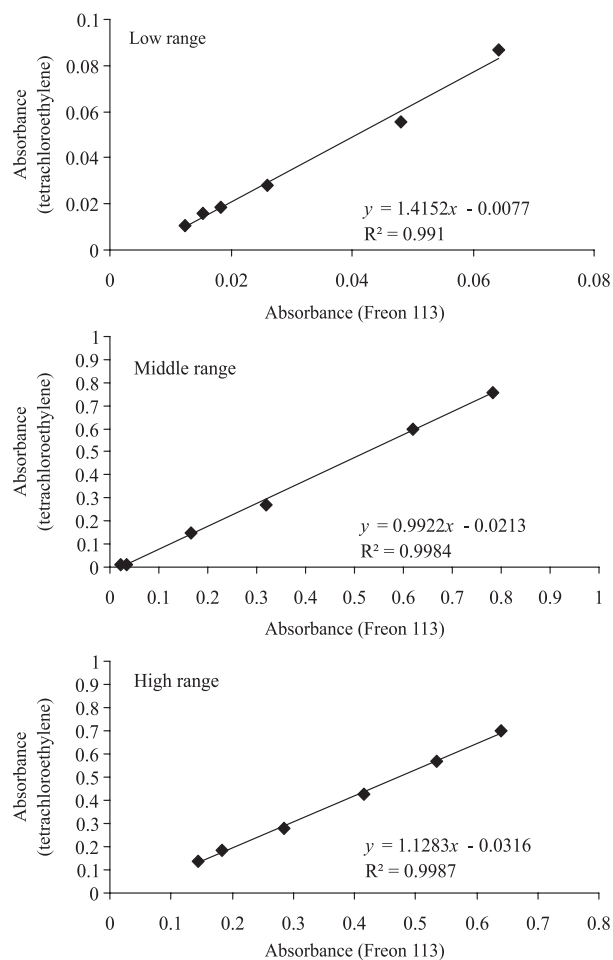 Low range
0.1
0.08
0.06
0.04
0.02
0
Absorbance
(tetrachloroethylene)
y = 1.4152x - 0.0077
R² = 0.991
0 0.02 0.04 0.06 0.08
Absorbance (Freon 113)
Middle range
1
0.9
0.8
0.7
0.6
0.5
0.4
0.3
0.2
0.1
0
Absorbance
(tetrachloroethylene)
y = 0.9922x - 0.0213
R² = 0.9984
0 0.1 0.2 0.3 0.4 0.5 0.6 0.7 0.8 0.9 1
Absorbance (Freon 113)
High range
1
0.9
0.8
0.7
0.6
0.5
0.4
0.3
0.2
0.1
0
Absorbance
(tetrachloroethylene)
y = 1.1283x - 0.0316
R² = 0.9987
0 0.1 0.2 0.3 0.4 0.5 0.6 0.7 0.8
Absorbance (Freon 113)